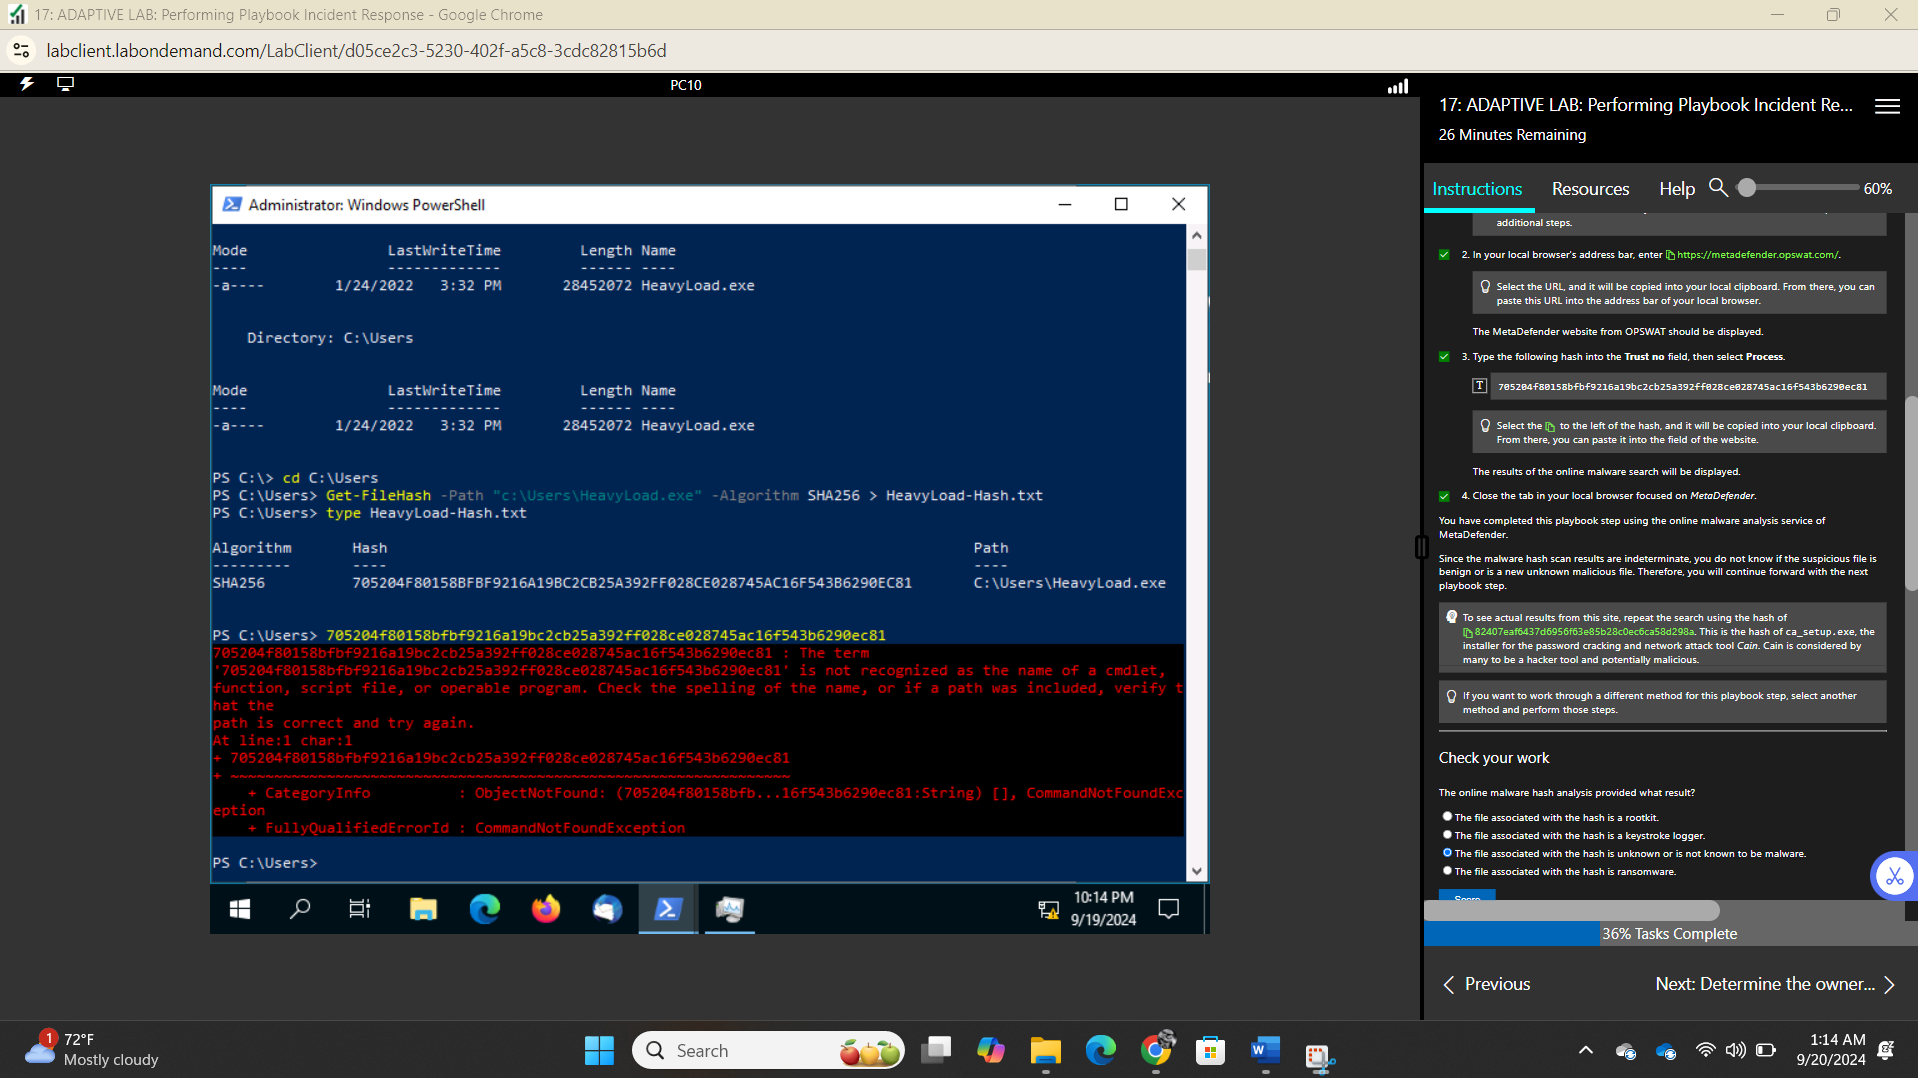 17: ADAPTIVE LAB: Performing Playbook Incident Response - Google Chrome
labclient.labondemand.com/LabClient/d05ce2c3-5230-402f-a5c8-3cdc82815b6d
PC10
Administrator: Windows PowerShell
Mode LastWriteTime Length Name
---- ------------- ------ ----
-a---- 1/24/2022 3:32 PM 28452072 HeavyLoad.exe
Directory: C:\Users
Mode LastWriteTime Length Name
---- ------------- ------ ----
-a---- 1/24/2022 3:32 PM 28452072 HeavyLoad.exe
PS C:\> cd C:\Users
PS C:\Users> Get-FileHash -Path "c:\Users\HeavyLoad.exe" -Algorithm SHA256 > HeavyLoad-Hash.txt
PS C:\Users> type HeavyLoad-Hash.txt
Algorithm Hash Path
--------- ---- ----
SHA256 705204F80158BFBF9216A19BC2CB25A392FF028CE028745AC16F543B6290EC81 C:\Users\HeavyLoad.exe
PS C:\Users> 705204f80158bfbf9216a19bc2cb25a392ff028ce028745ac16f543b6290ec81
705204f80158bfbf9216a19bc2cb25a392ff028ce028745ac16f543b6290ec81 : The term
'705204f80158bfbf9216a19bc2cb25a392ff028ce028745ac16f543b6290ec81' is not recognized as the name of a cmdlet,
function, script file, or operable program. Check the spelling of the name, or if a path was included, verify t
hat the
path is correct and try again.
At line:1 char:1
+ 705204f80158bfbf9216a19bc2cb25a392ff028ce028745ac16f543b6290ec81
+ ~~~~~~~~~~~~~~~~~~~~~~~~~~~~~~~~~~~~~~~~~~~~~~~~~~~~~~~~~~~~~~~~
+ CategoryInfo : ObjectNotFound: (705204f80158bfb...16f543b6290ec81:String) [], CommandNotFoundExc
eption
+ FullyQualifiedErrorId : CommandNotFoundException
PS C:\Users>
10:14 PM
9/19/2024
17: ADAPTIVE LAB: Performing Playbook Incident Re...
26 Minutes Remaining
Instructions Resources Help 60%
additional steps.
2. In your local browser's address bar, enter https://metadefender.opswat.com/.
Select the URL, and it will be copied into your local clipboard. From there, you can
paste this URL into the address bar of your local browser.
The MetaDefender website from OPSWAT should be displayed.
3. Type the following hash into the Trust no field, then select Process.
T 705204f80158bfbf9216a19bc2cb25a392ff028ce028745ac16f543b6290ec81
Select the to the left of the hash, and it will be copied into your local clipboard.
From there, you can paste it into the field of the website.
The results of the online malware search will be displayed.
4. Close the tab in your local browser focused on MetaDefender.
You have completed this playbook step using the online malware analysis service of
MetaDefender.
Since the malware hash scan results are indeterminate, you do not know if the suspicious file is
benign or is a new unknown malicious file. Therefore, you will continue forward with the next
playbook step.
To see actual results from this site, repeat the search using the hash of
82407eaf6437d6956f63e85b28c0ec6ca58d298a. This is the hash of ca_setup.exe, the
installer for the password cracking and network attack tool Cain. Cain is considered by
many to be a hacker tool and potentially malicious.
If you want to work through a different method for this playbook step, select another
method and perform those steps.
Check your work
The online malware hash analysis provided what result?
The file associated with the hash is a rootkit.
The file associated with the hash is a keystroke logger.
The file associated with the hash is unknown or is not known to be malware.
The file associated with the hash is ransomware.
Score
36% Tasks Complete
Previous
Next: Determine the owner...
1
72°F
Mostly cloudy
Search
1:14 AM
9/20/2024